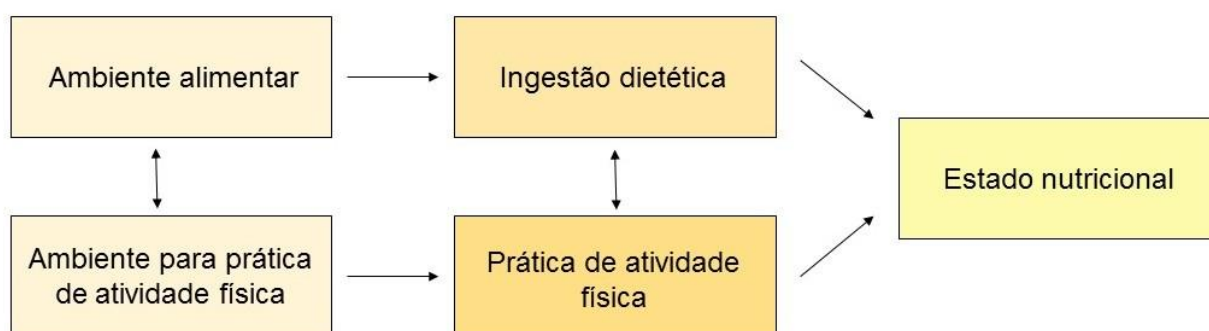 Ambiente alimentar
Ingestão dietética
Estado nutricional
Ambiente para prática
de atividade física
Prática de atividade
física